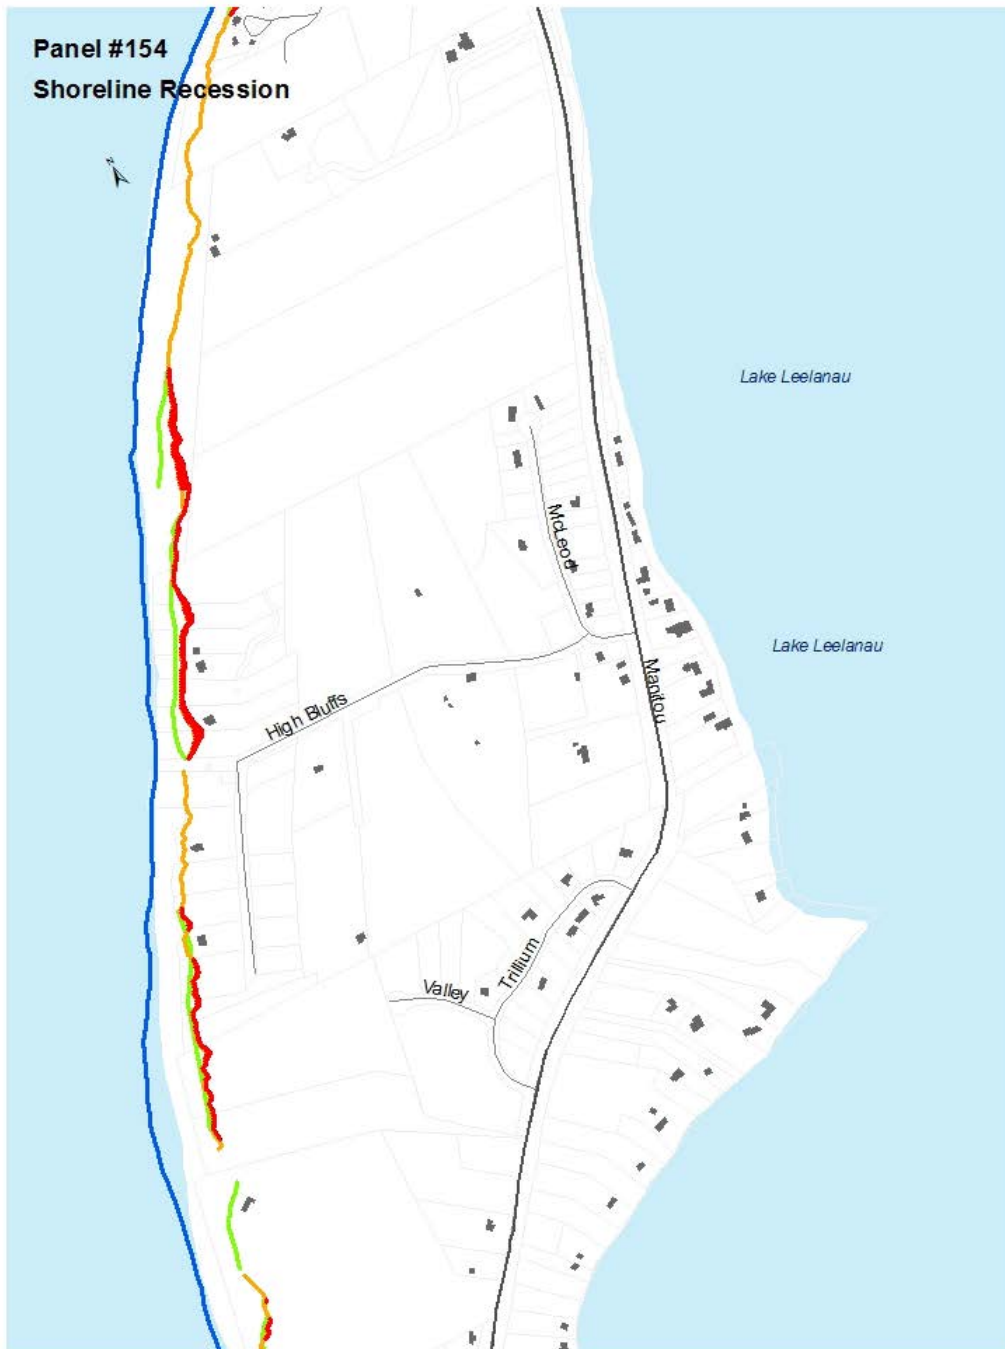 Panel #154
Shoreline Recession
N
Lake Leelanau
McLeod
Lake Leelanau
Manitou
High Bluffs
Trillium
Valley